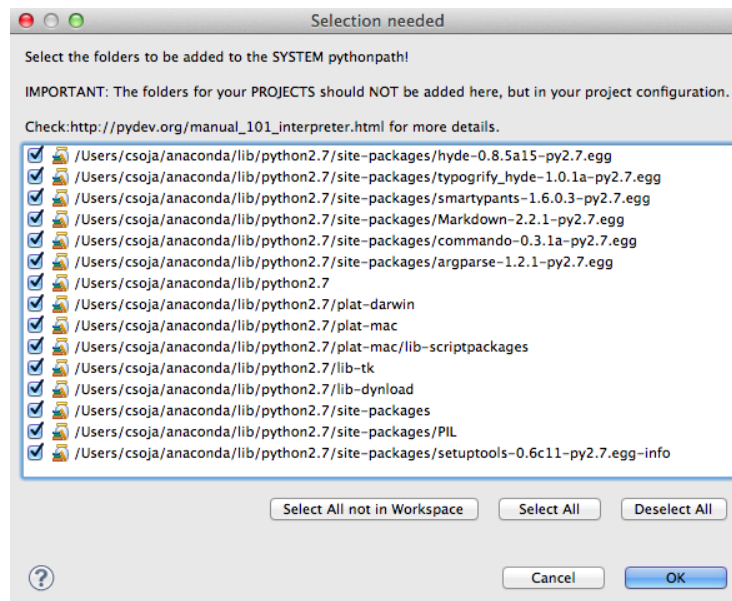 Selection needed
Select the folders to be added to the SYSTEM pythonpath!
IMPORTANT: The folders for your PROJECTS should NOT be added here, but in your project configuration.
Check:http://pydev.org/manual_101_interpreter.html for more details.
/Users/csoja/anaconda/lib/python2.7/site-packages/hyde-0.8.5a15-py2.7.egg
/Users/csoja/anaconda/lib/python2.7/site-packages/typogrify_hyde-1.0.1a-py2.7.egg
/Users/csoja/anaconda/lib/python2.7/site-packages/smartypants-1.6.0.3-py2.7.egg
/Users/csoja/anaconda/lib/python2.7/site-packages/Markdown-2.2.1-py2.7.egg
/Users/csoja/anaconda/lib/python2.7/site-packages/commando-0.3.1a-py2.7.egg
/Users/csoja/anaconda/lib/python2.7/site-packages/argparse-1.2.1-py2.7.egg
/Users/csoja/anaconda/lib/python2.7
/Users/csoja/anaconda/lib/python2.7/plat-darwin
/Users/csoja/anaconda/lib/python2.7/plat-mac
/Users/csoja/anaconda/lib/python2.7/plat-mac/lib-scriptpackages
/Users/csoja/anaconda/lib/python2.7/lib-tk
/Users/csoja/anaconda/lib/python2.7/lib-dynload
/Users/csoja/anaconda/lib/python2.7/site-packages
/Users/csoja/anaconda/lib/python2.7/site-packages/PIL
/Users/csoja/anaconda/lib/python2.7/site-packages/setuptools-0.6c11-py2.7.egg-info
Select All not in Workspace Select All Deselect All
? Cancel OK